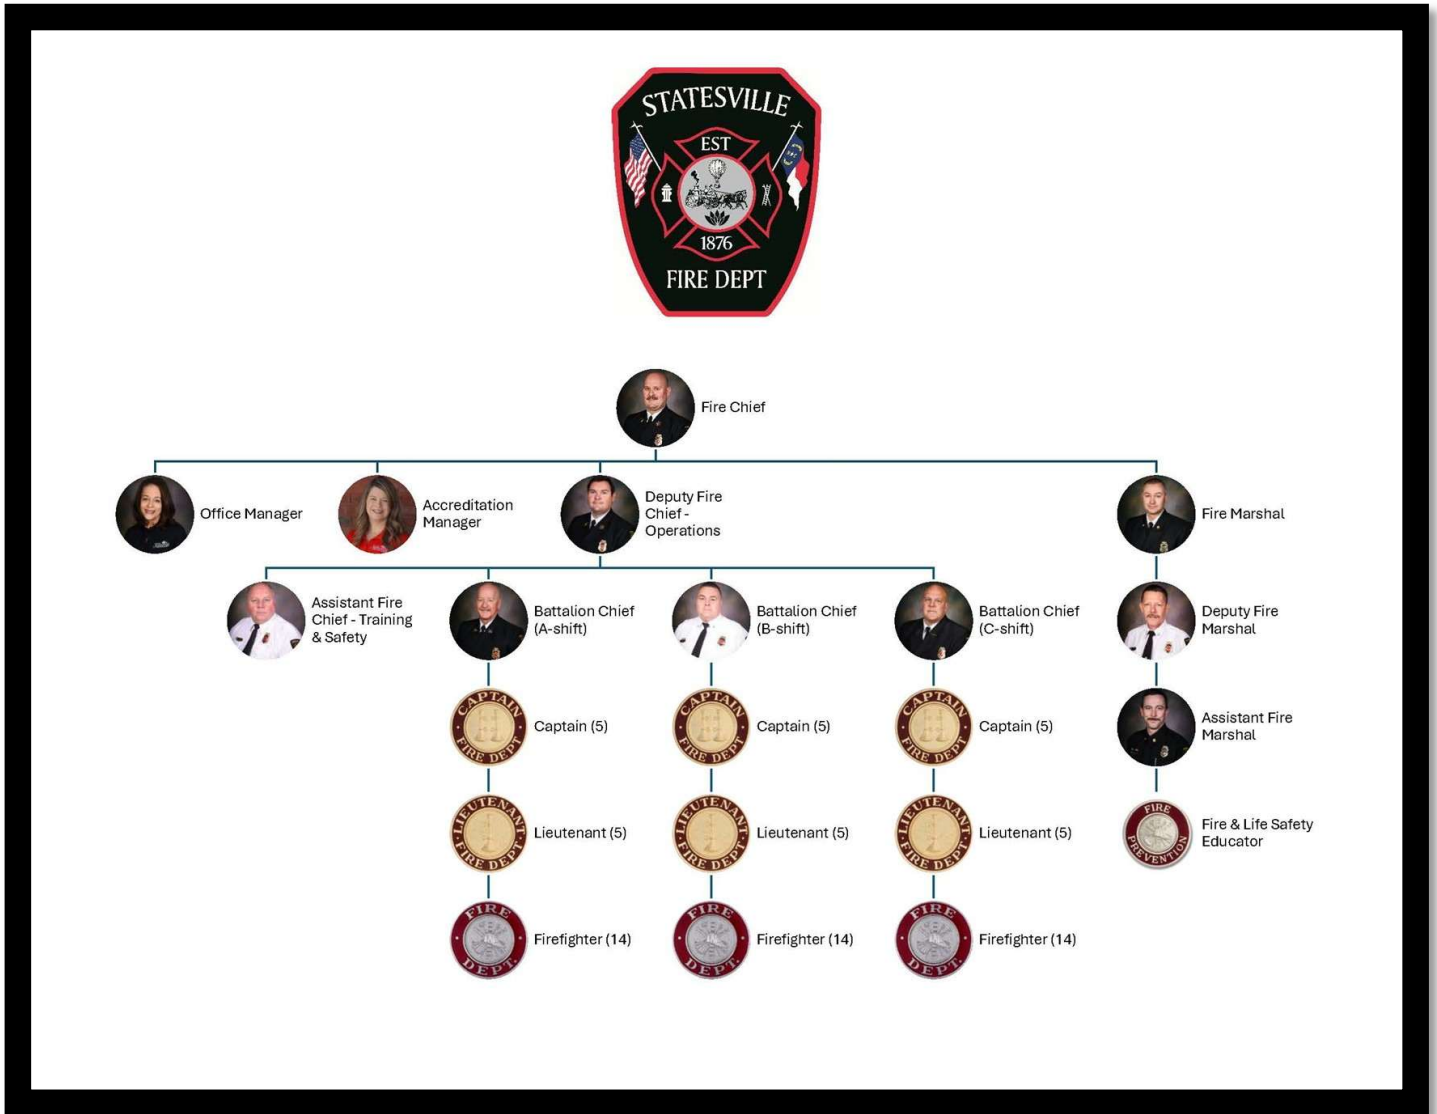 STATESVILLE
EST
1876
FIRE DEPT
Fire Chief
Office Manager
Accreditation
Manager
Deputy Fire
Chief -
Operations
Fire Marshal
Assistant Fire
Chief - Training
& Safety
Battalion Chief
(A-shift)
Battalion Chief
(B-shift)
Battalion Chief
(C-shift)
Deputy Fire
Marshal
CAPTAIN
FIRE DEPT
Captain (5)
CAPTAIN
FIRE DEPT
Captain (5)
CAPTAIN
FIRE DEPT
Captain (5)
Assistant Fire
Marshal
LIEUTENANT
FIRE DEPT
Lieutenant (5)
LIEUTENANT
FIRE DEPT
Lieutenant (5)
LIEUTENANT
FIRE DEPT
Lieutenant (5)
FIRE
PREVENTION
Fire & Life Safety
Educator
FIRE
DEPT.
Firefighter (14)
FIRE
DEPT.
Firefighter (14)
FIRE
DEPT.
Firefighter (14)